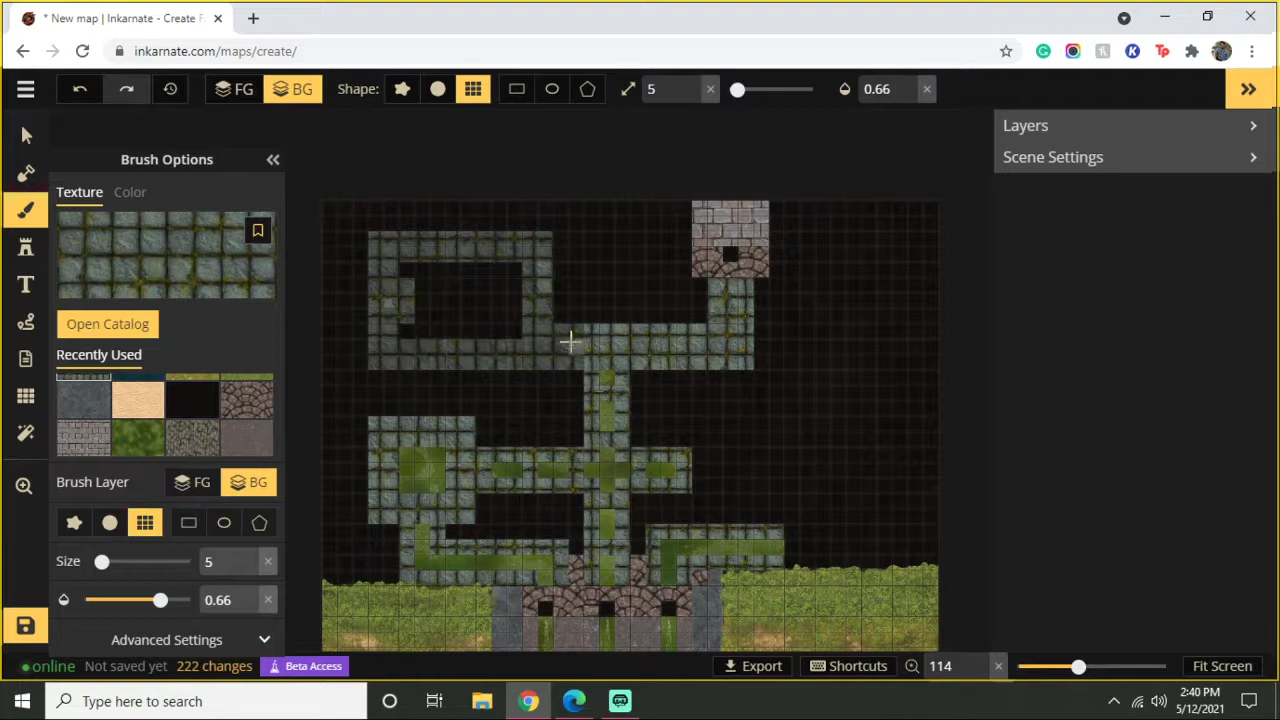 * New map | Inkarnate - Create F
inkarnate.com/maps/create/
FG BG Shape: 5 0.66
Brush Options
Layers
Scene Settings
Texture Color
Open Catalog
Recently Used
Brush Layer FG BG
Size 5
0.66
Advanced Settings
online Not saved yet 222 changes Beta Access Export Shortcuts 114 Fit Screen
Type here to search
2:40 PM
5/12/2021